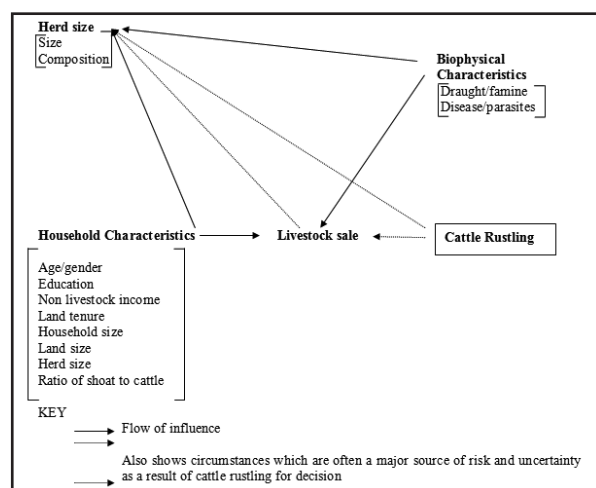 Herd size
Size
Composition
Biophysical
Characteristics
Draught/famine
Disease/parasites
Household Characteristics
Livestock sale
Cattle Rustling
Age/gender
Education
Non livestock income
Land tenure
Household size
Land size
Herd size
Ratio of shoat to cattle
KEY
Flow of influence
Also shows circumstances which are often a major source of risk and uncertainty
as a result of cattle rustling for decision